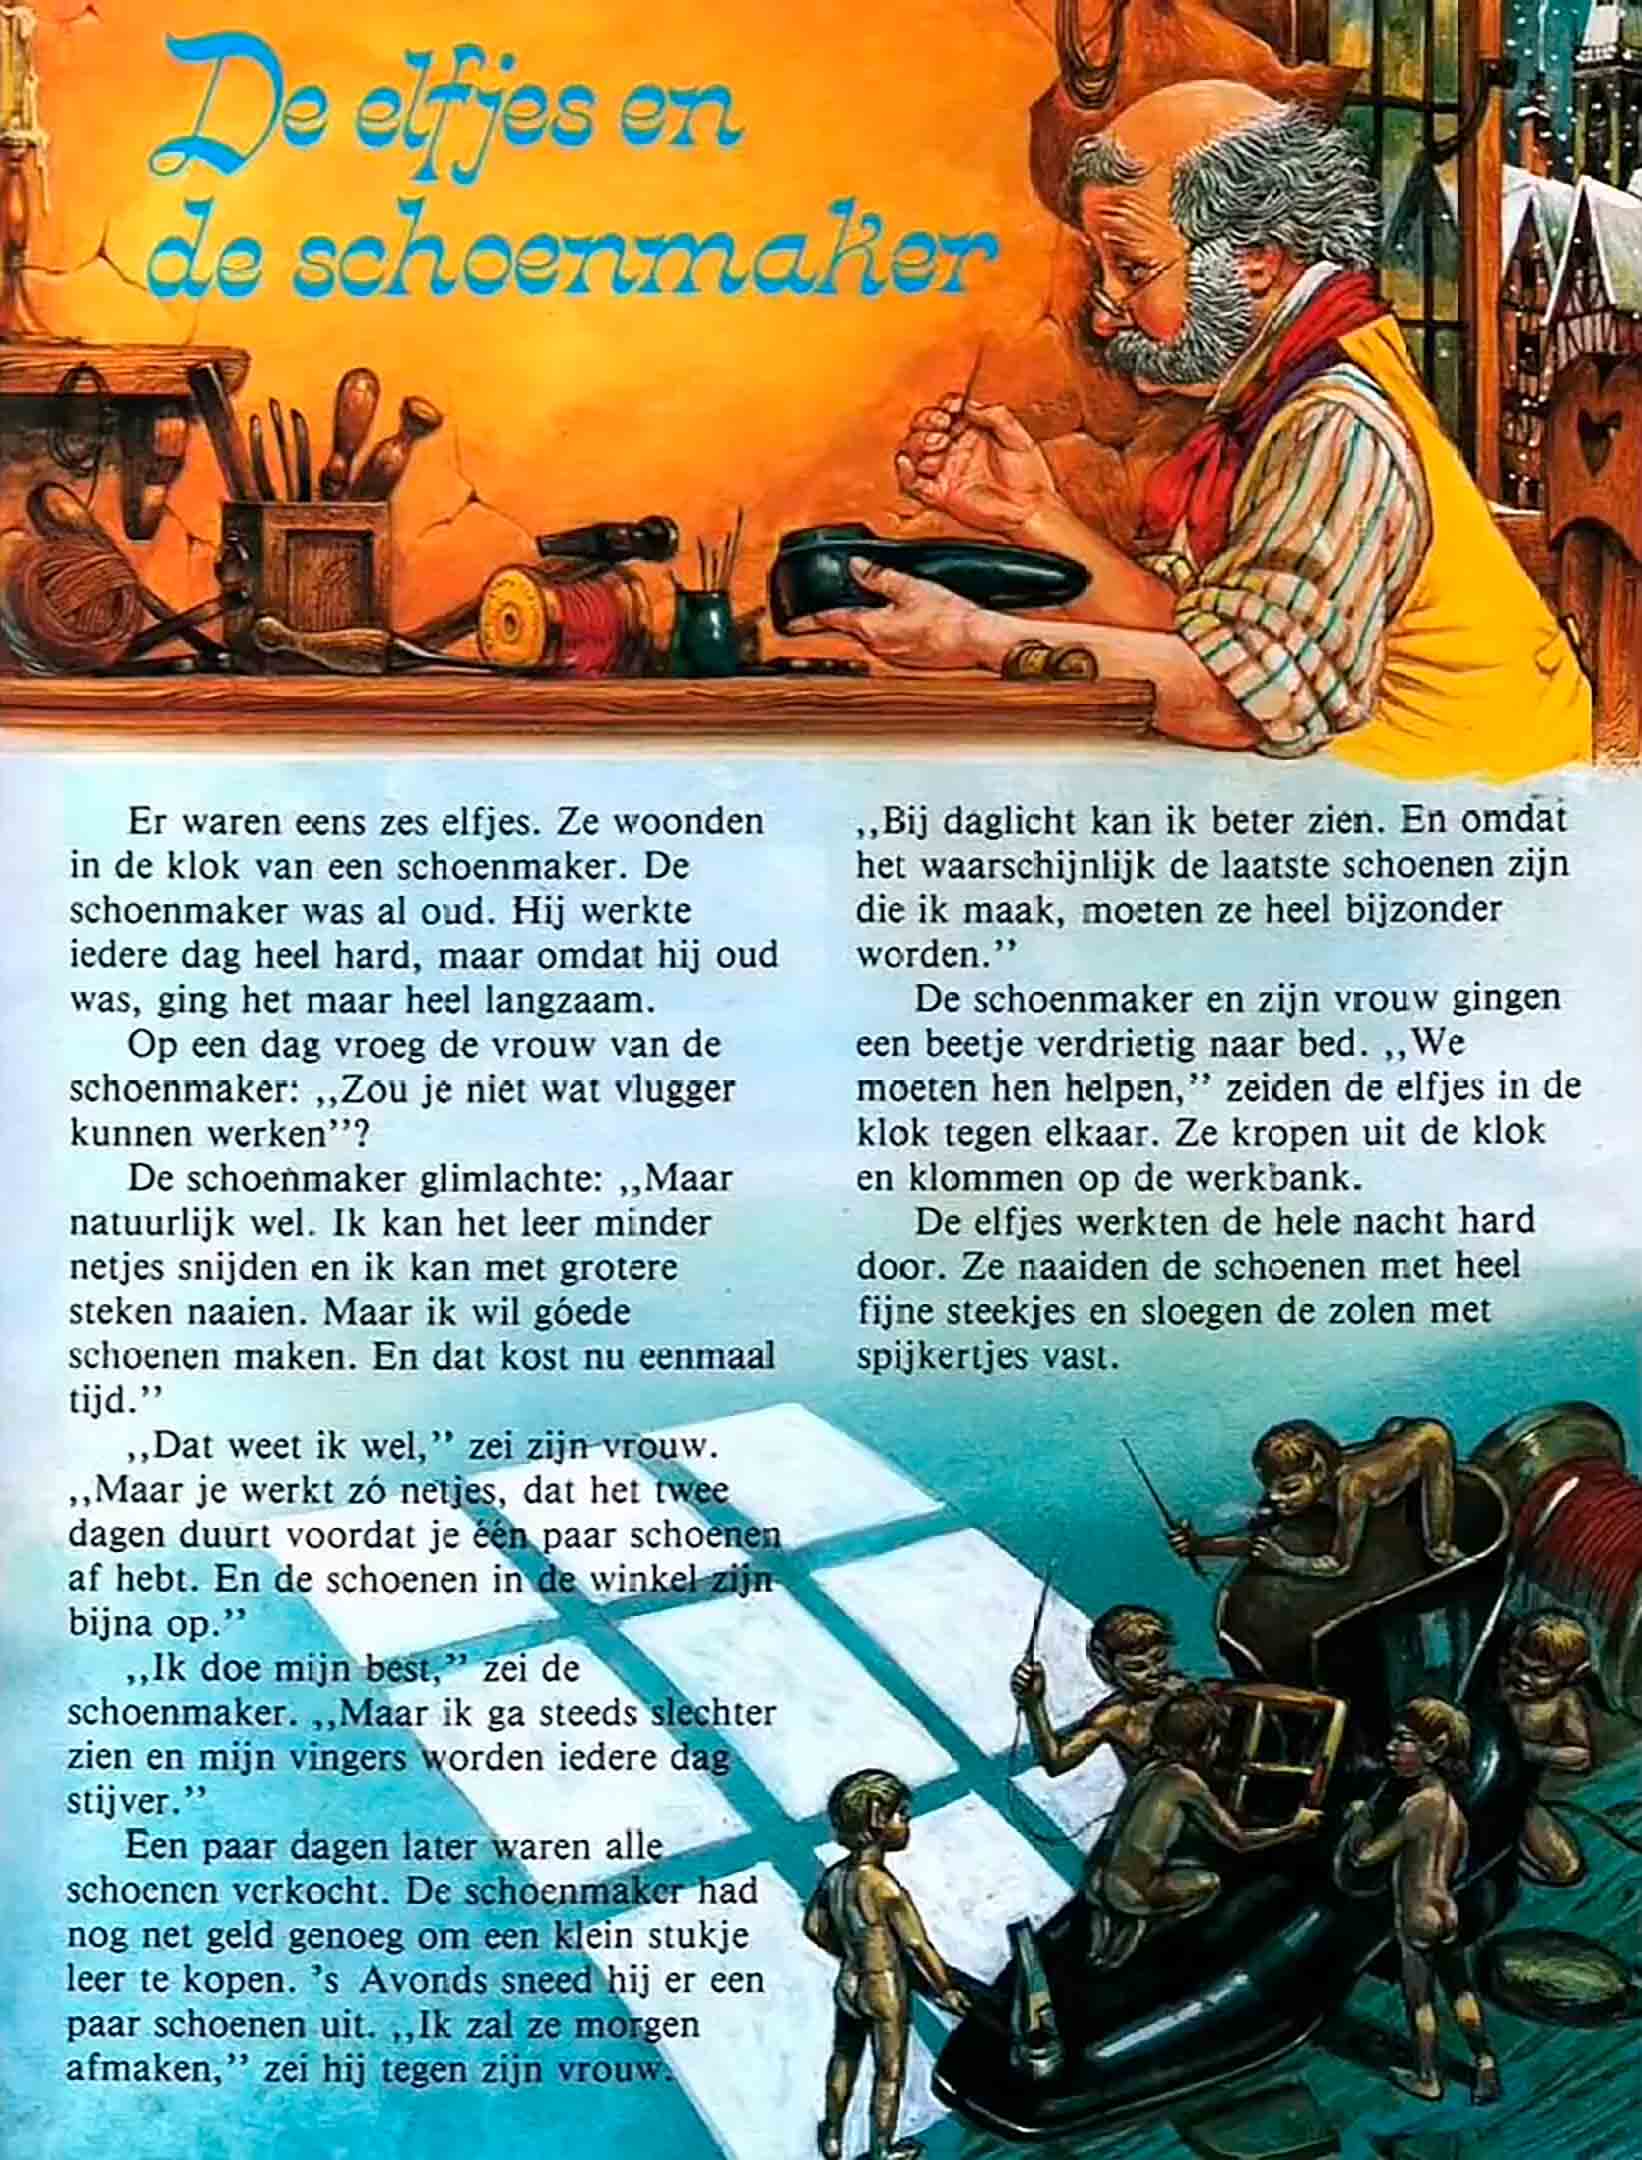 De elfjes en
de schoenmaker
Er waren eens zes elfjes. Ze woonden
in de klok van een schoenmaker. De
schoenmaker was al oud. Hij werkte
iedere dag heel hard, maar omdat hij oud
was, ging het maar heel langzaam.
Op een dag vroeg de vrouw van de
schoenmaker: ,,Zou je niet wat vlugger
kunnen werken’’?
De schoenmaker glimlachte: ,,Maar
natuurlijk wel. Ik kan het leer minder
netjes snijden en ik kan met grotere
steken naaien. Maar ik wil góede
schoenen maken. En dat kost nu eenmaal
tijd.’’
,,Dat weet ik wel,’’ zei zijn vrouw.
,,Maar je werkt zó netjes, dat het twee
dagen duurt voordat je één paar schoenen
af hebt. En de schoenen in de winkel zijn
bijna op.’’
,,Ik doe mijn best,’’ zei de
schoenmaker. ,,Maar ik ga steeds slechter
zien en mijn vingers worden iedere dag
stijver.’’
Een paar dagen later waren alle
schoenen verkocht. De schoenmaker had
nog net geld genoeg om een klein stukje
leer te kopen. ’s Avonds sneed hij er een
paar schoenen uit. ,,Ik zal ze morgen
afmaken,’’ zei hij tegen zijn vrouw.
,,Bij daglicht kan ik beter zien. En omdat
het waarschijnlijk de laatste schoenen zijn
die ik maak, moeten ze heel bijzonder
worden.’’
De schoenmaker en zijn vrouw gingen
een beetje verdrietig naar bed. ,,We
moeten hen helpen,’’ zeiden de elfjes in de
klok tegen elkaar. Ze kropen uit de klok
en klommen op de werkbank.
De elfjes werkten de hele nacht hard
door. Ze naaiden de schoenen met heel
fijne steekjes en sloegen de zolen met
spijkertjes vast.